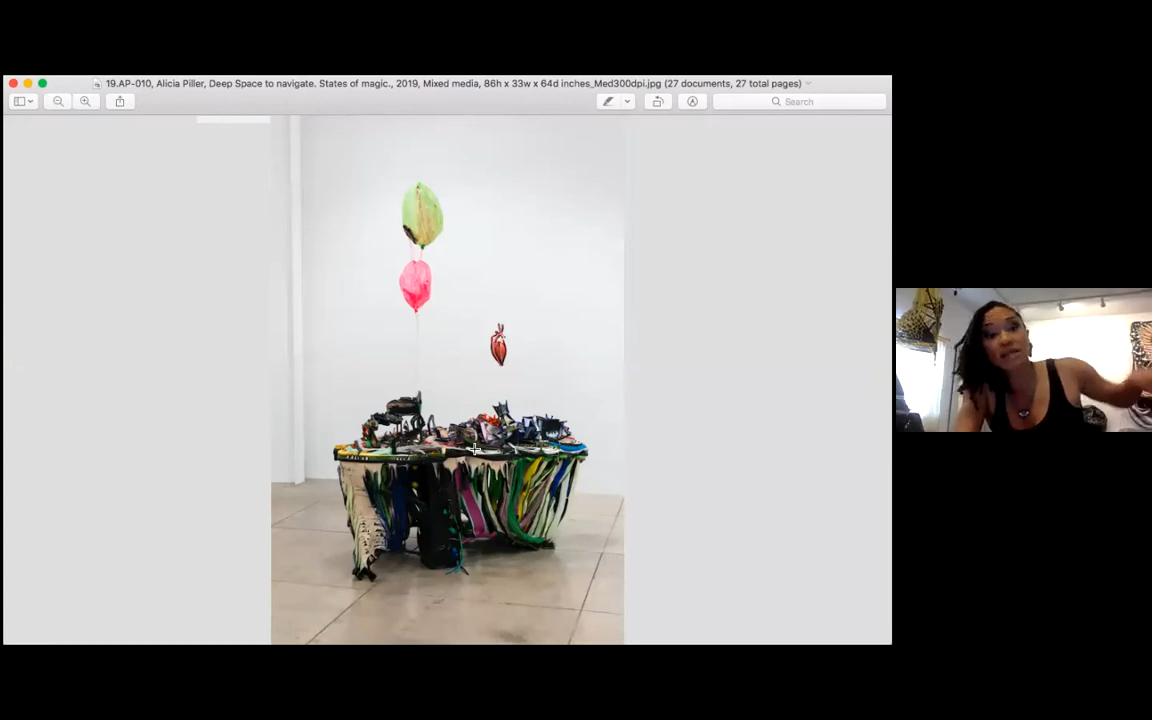 19.AP-010, Alicia Piller, Deep Space to navigate. States of magic., 2019, Mixed media, 86h x 33w x 64d inches_Med300dpi.jpg (27 documents, 27 total pages)
Search